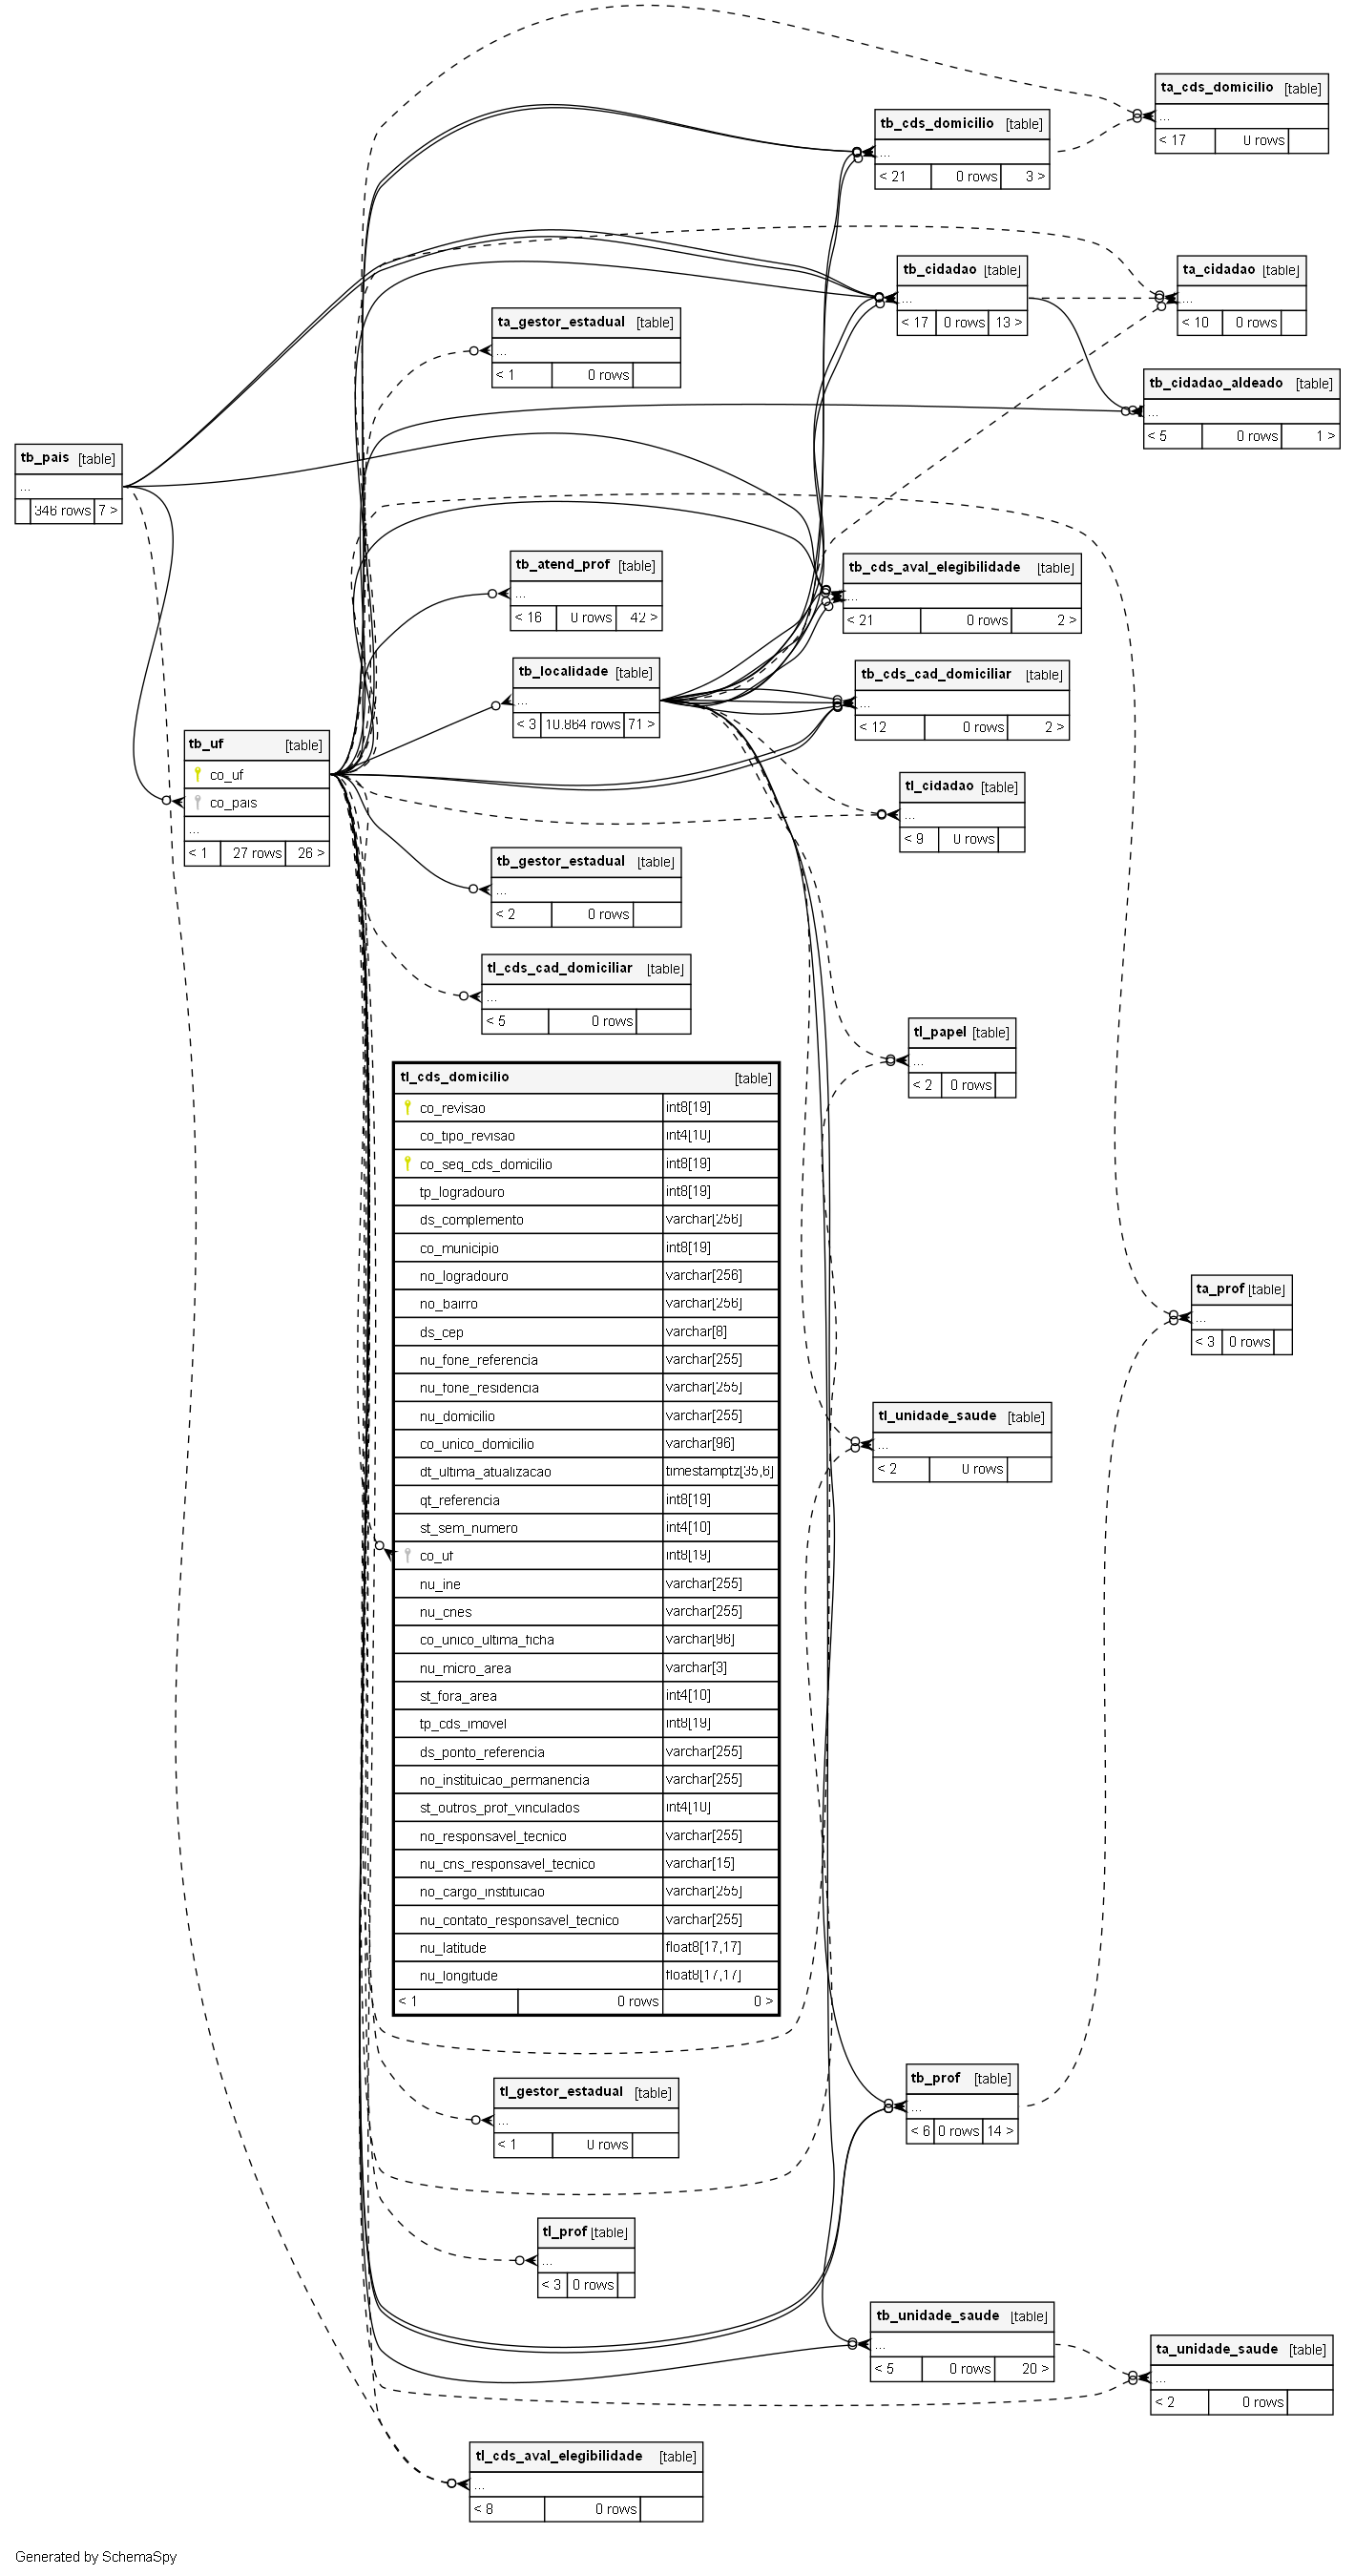 ta_cds_domicilio [table]
...
< 17 0 rows
tb_cds_domicilio [table]
...
< 21 0 rows 3 >
tb_cidadao [table]
...
< 17 0 rows 13 >
ta_cidadao [table]
...
< 10 0 rows
ta_gestor_estadual [table]
...
< 1 0 rows
tb_cidadao_aldeado [table]
...
< 5 0 rows 1 >
tb_pais [table]
...
346 rows 7 >
tb_atend_prof [table]
...
< 16 0 rows 42 >
tb_cds_aval_elegibilidade [table]
...
< 21 0 rows 2 >
tb_localidade [table]
...
< 3 10.864 rows 71 >
tb_cds_cad_domiciliar [table]
...
< 12 0 rows 2 >
tb_uf [table]
co_uf
co_pais
...
< 1 27 rows 26 >
tl_cidadao [table]
...
< 9 0 rows
tb_gestor_estadual [table]
...
< 2 0 rows
tl_cds_cad_domiciliar [table]
...
< 5 0 rows
tl_papel [table]
...
< 2 0 rows
tl_cds_domicilio [table]
co_revisao int8[19]
co_tipo_revisao int4[10]
co_seq_cds_domicilio int8[19]
tp_logradouro int8[19]
ds_complemento varchar[256]
co_municipio int8[19]
no_logradouro varchar[256]
no_bairro varchar[256]
ds_cep varchar[8]
nu_fone_referencia varchar[255]
nu_fone_residencia varchar[255]
nu_domicilio varchar[255]
co_unico_domicilio varchar[96]
dt_ultima_atualizacao timestamptz[35,6]
qt_referencia int8[19]
st_sem_numero int4[10]
co_uf int8[19]
nu_ine varchar[255]
nu_cnes varchar[255]
co_unico_ultima_ficha varchar[96]
nu_micro_area varchar[3]
st_fora_area int4[10]
tp_cds_imovel int8[19]
ds_ponto_referencia varchar[255]
no_instituicao_permanencia varchar[255]
st_outros_prof_vinculados int4[10]
no_responsavel_tecnico varchar[255]
nu_cns_responsavel_tecnico varchar[15]
no_cargo_instituicao varchar[255]
nu_contato_responsavel_tecnico varchar[255]
nu_latitude float8[17,17]
nu_longitude float8[17,17]
< 1 0 rows 0 >
ta_prof [table]
...
< 3 0 rows
tl_unidade_saude [table]
...
< 2 0 rows
tb_prof [table]
...
< 6 0 rows 14 >
tl_gestor_estadual [table]
...
< 1 0 rows
tl_prof [table]
...
< 3 0 rows
tb_unidade_saude [table]
...
< 5 0 rows 20 >
ta_unidade_saude [table]
...
< 2 0 rows
tl_cds_aval_elegibilidade [table]
...
< 8 0 rows
Generated by SchemaSpy